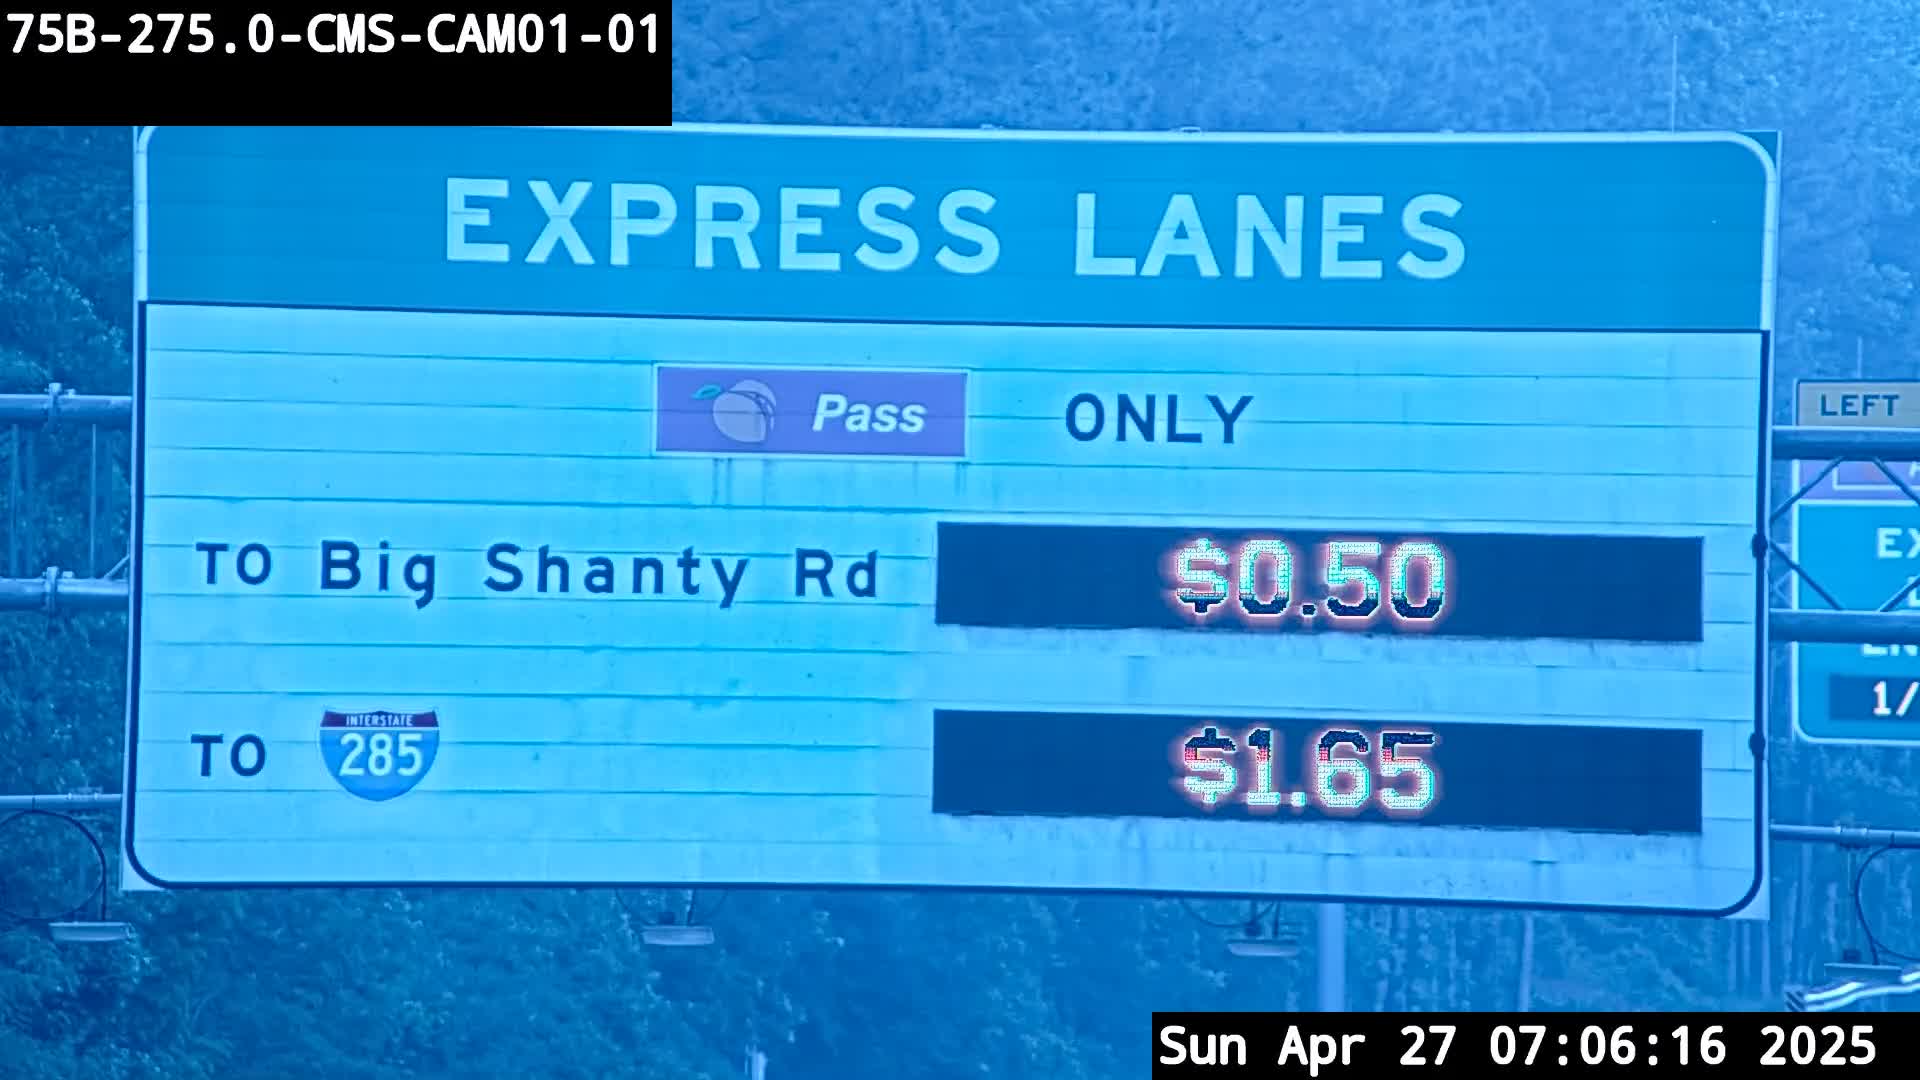 75B-275.0-CMS-CAM01-01
EXPRESS LANES
Pass ONLY
TO Big Shanty Rd $0.50
TO INTERSTATE 285 $1.65
LEFT
1/
Sun Apr 27 07:06:16 2025